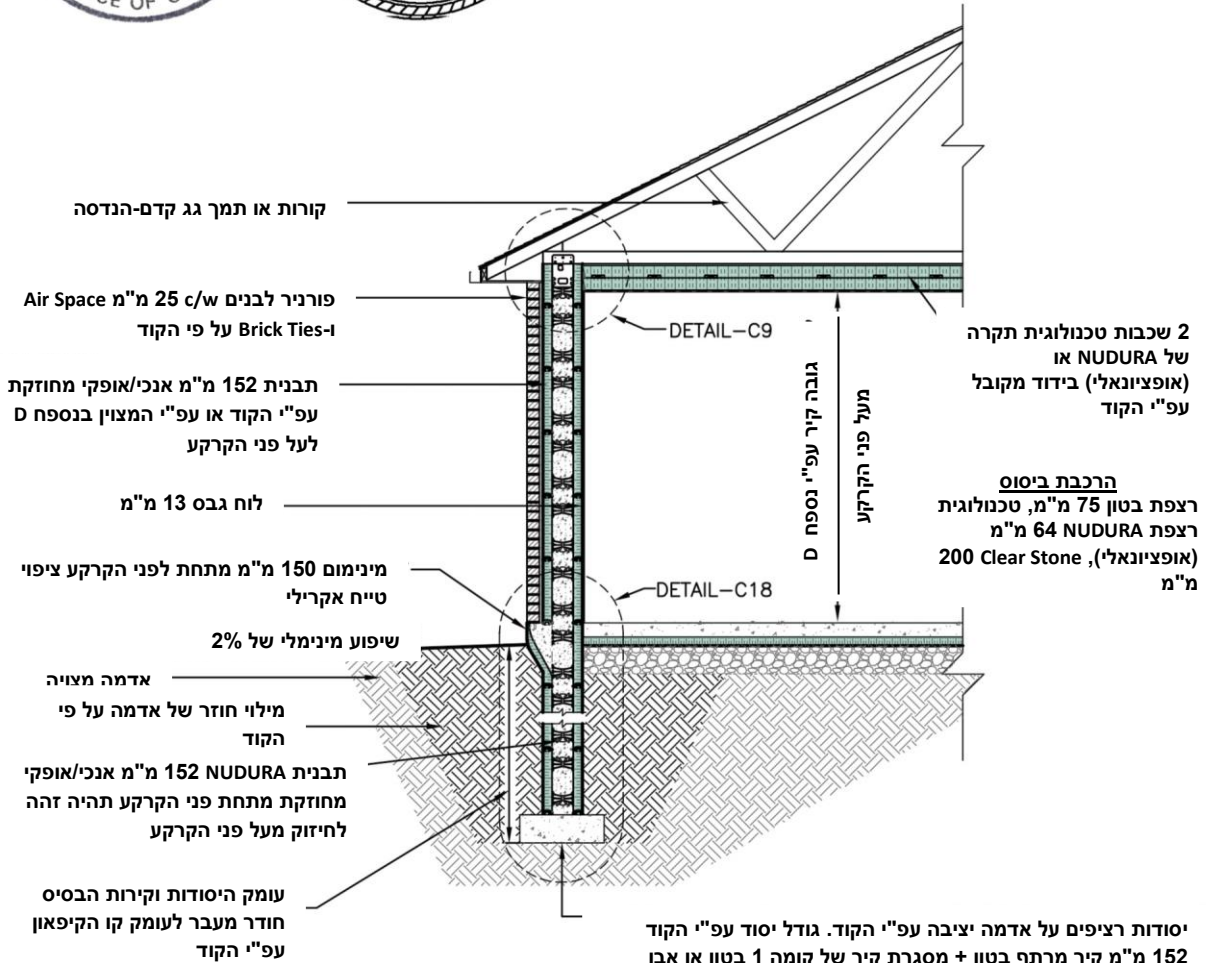 CE OF
קורות או תמך גג קדם-הנדסה
פורניר לבנים c/w 25 מ"מ Air Space
ו-Brick Ties על פי הקוד
תבנית 152 מ"מ אנכי/אופקי מחוזקת
עפ"י הקוד או עפ"י המצוין בנספח D
לעל פני הקרקע
לוח גבס 13 מ"מ
מינימום 150 מ"מ מתחת לפני הקרקע ציפוי
טייח אקרילי
שיפוע מינימלי של 2%
אדמה מצויה
מילוי חוזר של אדמה על פי
הקוד
תבנית NUDURA 152 מ"מ אנכי/אופקי
מחוזקת מתחת פני הקרקע תהיה זהה
לחיזוק מעל פני הקרקע
עומק היסודות וקירות הבסיס
חודר מעבר לעומק קו הקיפאון
עפ"י הקוד
DETAIL-C9
גובה קיר עפ"י נספח D
מעל פני הקרקע
DETAIL-C18
2 שכבות טכנולוגית תקרה
של NUDURA או
(אופציונאלי) בידוד מקובל
עפ"י הקוד
הרכבת ביסוס
רצפת בטון 75 מ"מ, טכנולוגית
רצפת NUDURA 64 מ"מ
(אופציונאלי), Clear Stone 200
מ"מ
יסודות רציפים על אדמה יציבה עפ"י הקוד. גודל יסוד עפ"י הקוד
152 מ"מ קיר מרתף בטון + מסגרת קיר של קומה 1 בטון או אבן